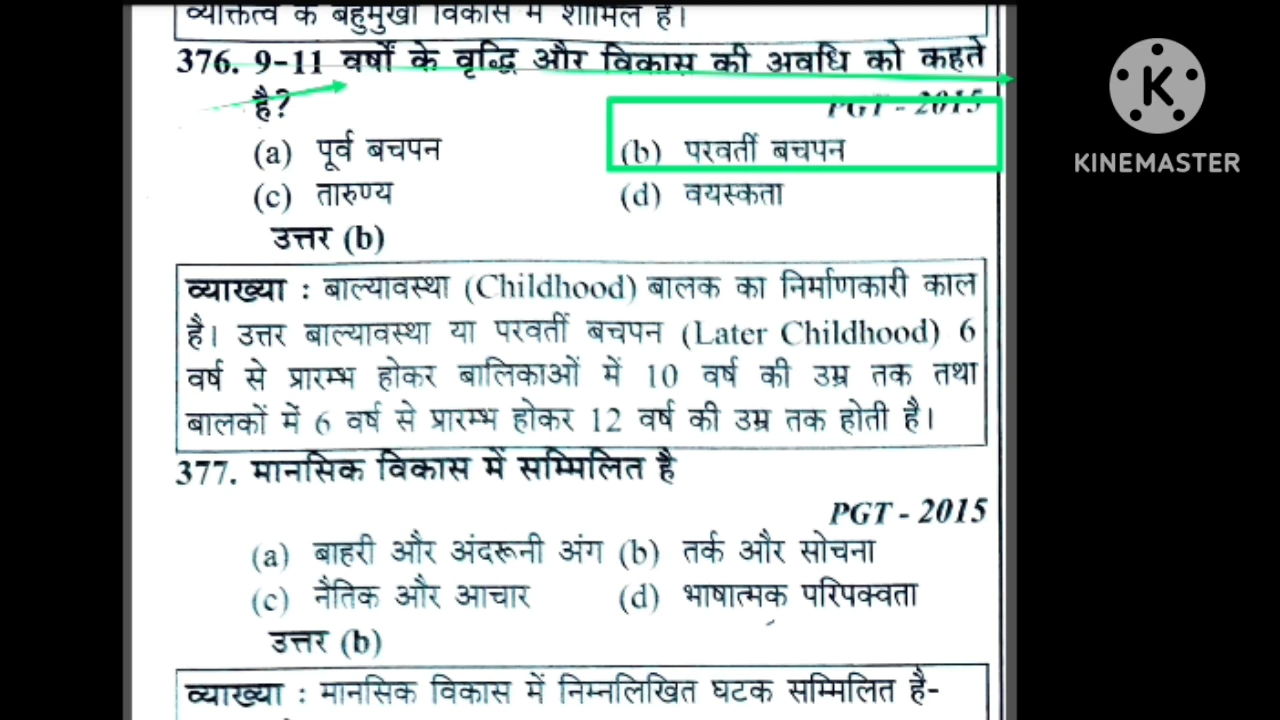 व्यक्तित्व के बहुमुखी विकास में शामिल है।
376. 9-11 वर्षों के वृद्धि और विकास की अवधि को कहते
है?
PGT - 2015
(a) पूर्व बचपन (b) परवर्ती बचपन
(c) तारुण्य (d) वयस्कता
उत्तर (b)
व्याख्या : बाल्यावस्था (Childhood) बालक का निर्माणकारी काल
है। उत्तर बाल्यावस्था या परवर्ती बचपन (Later Childhood) 6
वर्ष से प्रारम्भ होकर बालिकाओं में 10 वर्ष की उम्र तक तथा
बालकों में 6 वर्ष से प्रारम्भ होकर 12 वर्ष की उम्र तक होती है।
377. मानसिक विकास में सम्मिलित है
PGT - 2015
(a) बाहरी और अंदरूनी अंग (b) तर्क और सोचना
(c) नैतिक और आचार (d) भाषात्मक परिपक्वता
उत्तर (b)
व्याख्या : मानसिक विकास में निम्नलिखित घटक सम्मिलित है-
K
KINEMASTER